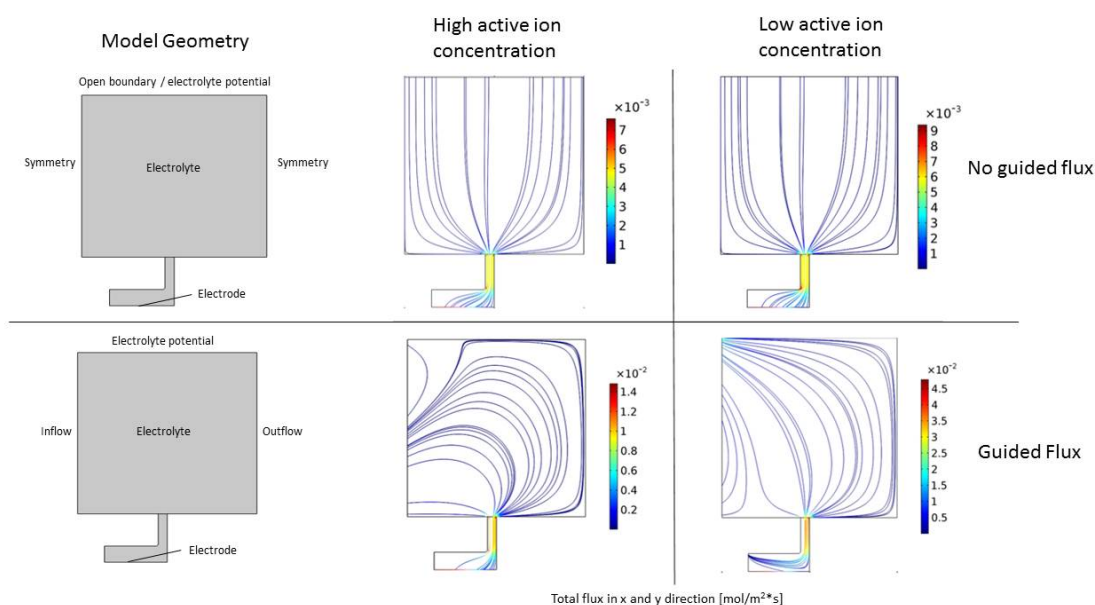 Model Geometry
High active ion
concentration
Low active ion
concentration
Open boundary / electrolyte potential
Symmetry
Electrolyte
Symmetry
Electrode
×10⁻³
7
6
5
4
3
2
1
×10⁻³
9
8
7
6
5
4
3
2
1
No guided flux
Electrolyte potential
Inflow
Electrolyte
Outflow
Electrode
×10⁻²
1.4
1.2
1
0.8
0.6
0.4
0.2
×10⁻²
4.5
4
3.5
3
2.5
2
1.5
1
0.5
Guided Flux
Total flux in x and y direction [mol/m²*s]